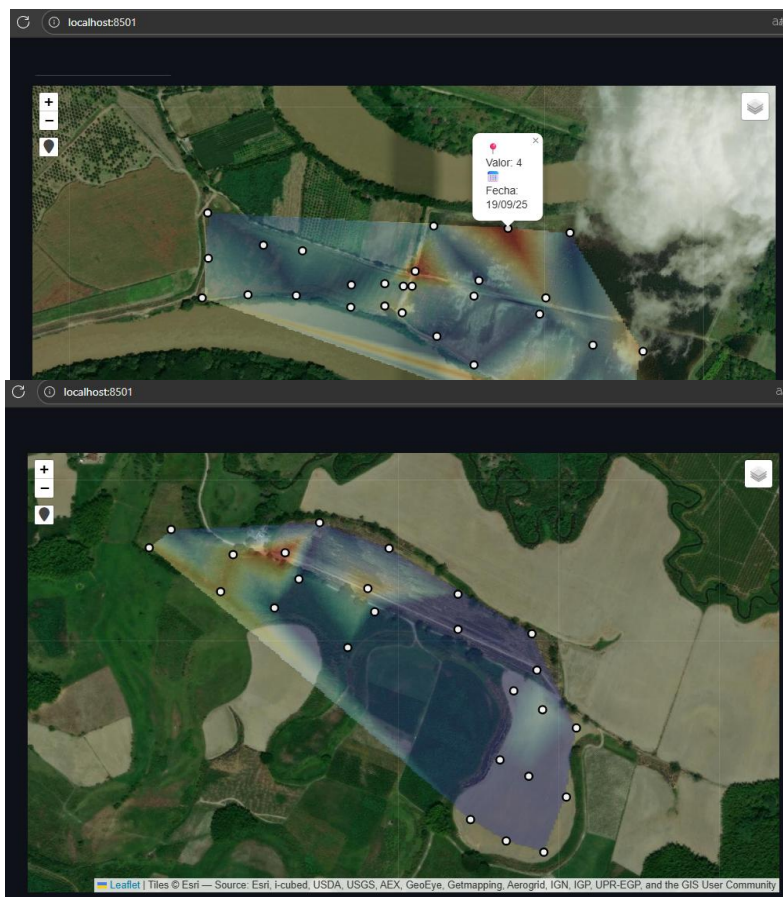 localhost:8501
+
−
×
Valor: 4
Fecha:
19/09/25
localhost:8501
+
−
Leaflet | Tiles © Esri — Source: Esri, i-cubed, USDA, USGS, AEX, GeoEye, Getmapping, Aerogrid, IGN, IGP, UPR-EGP, and the GIS User Community